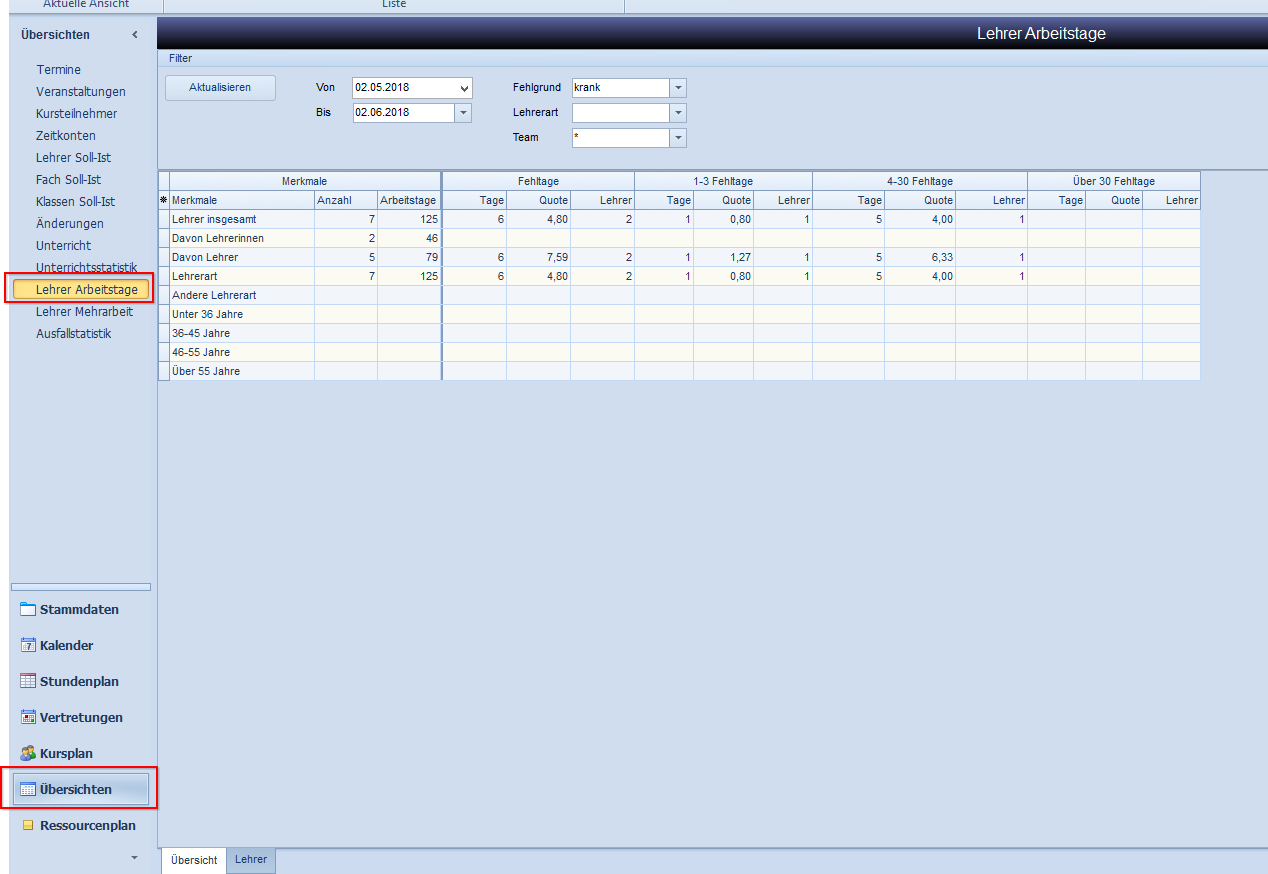 Aktuelle Ansicht Liste
Übersichten
Lehrer Arbeitstage
Filter
Termine
Veranstaltungen
Kursteilnehmer
Zeitkonten
Lehrer Soll-Ist
Fach Soll-Ist
Klassen Soll-Ist
Änderungen
Unterricht
Unterrichtsstatistik
Lehrer Arbeitstage
Lehrer Mehrarbeit
Ausfallstatistik
Aktualisieren Von 02.05.2018 Fehlgrund krank
Bis 02.06.2018 Lehrerart
Team *
Merkmale Fehltage 1-3 Fehltage 4-30 Fehltage Über 30 Fehltage
Merkmale Anzahl Arbeitstage Tage Quote Lehrer Tage Quote Lehrer Tage Quote Lehrer Tage Quote Lehrer
Lehrer insgesamt 7 125 6 4,80 2 1 0,80 1 5 4,00 1
Davon Lehrerinnen 2 46
Davon Lehrer 5 79 6 7,59 2 1 1,27 1 5 6,33 1
Lehrerart 7 125 6 4,80 2 1 0,80 1 5 4,00 1
Andere Lehrerart
Unter 36 Jahre
36-45 Jahre
46-55 Jahre
Über 55 Jahre
Stammdaten
7 Kalender
Stundenplan
Vertretungen
Kursplan
Übersichten
Ressourcenplan
Übersicht Lehrer